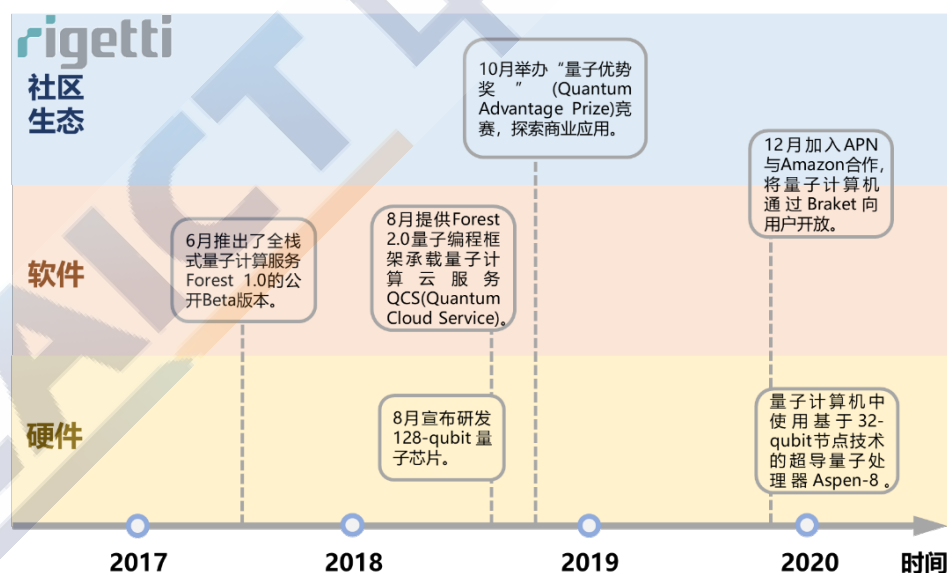 rigetti
社区
生态
10月举办“量子优势
奖”(Quantum
Advantage Prize)竞
赛，探索商业应用。
12月加入APN
与Amazon合作，
将量子计算机
通过Braket向
用户开放。
软件
6月推出了全栈
式量子计算服务
Forest 1.0的公
开Beta版本。
8月提供Forest
2.0量子编程框
架承载量子计
算云服务
QCS(Quantum
Cloud Service)。
硬件
8月宣布研发
128-qubit量
子芯片。
量子计算机中
使用基于32-
qubit节点技术
的超导量子处
理器Aspen-8。
2017
2018
2019
2020
时间
CAICT